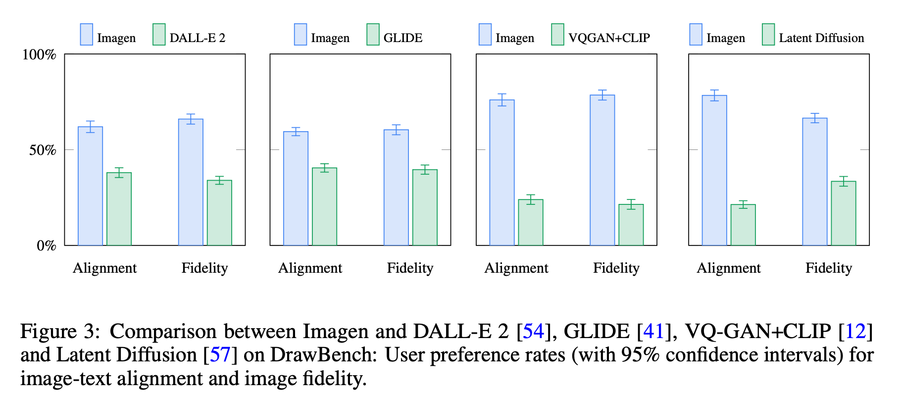 Imagen DALL-E 2 Imagen GLIDE Imagen VQGAN+CLIP Imagen Latent Diffusion
100%
50%
0%
Alignment Fidelity Alignment Fidelity Alignment Fidelity Alignment Fidelity
Figure 3: Comparison between Imagen and DALL-E 2 [54], GLIDE [41], VQ-GAN+CLIP [12]
and Latent Diffusion [57] on DrawBench: User preference rates (with 95% confidence intervals) for
image-text alignment and image fidelity.